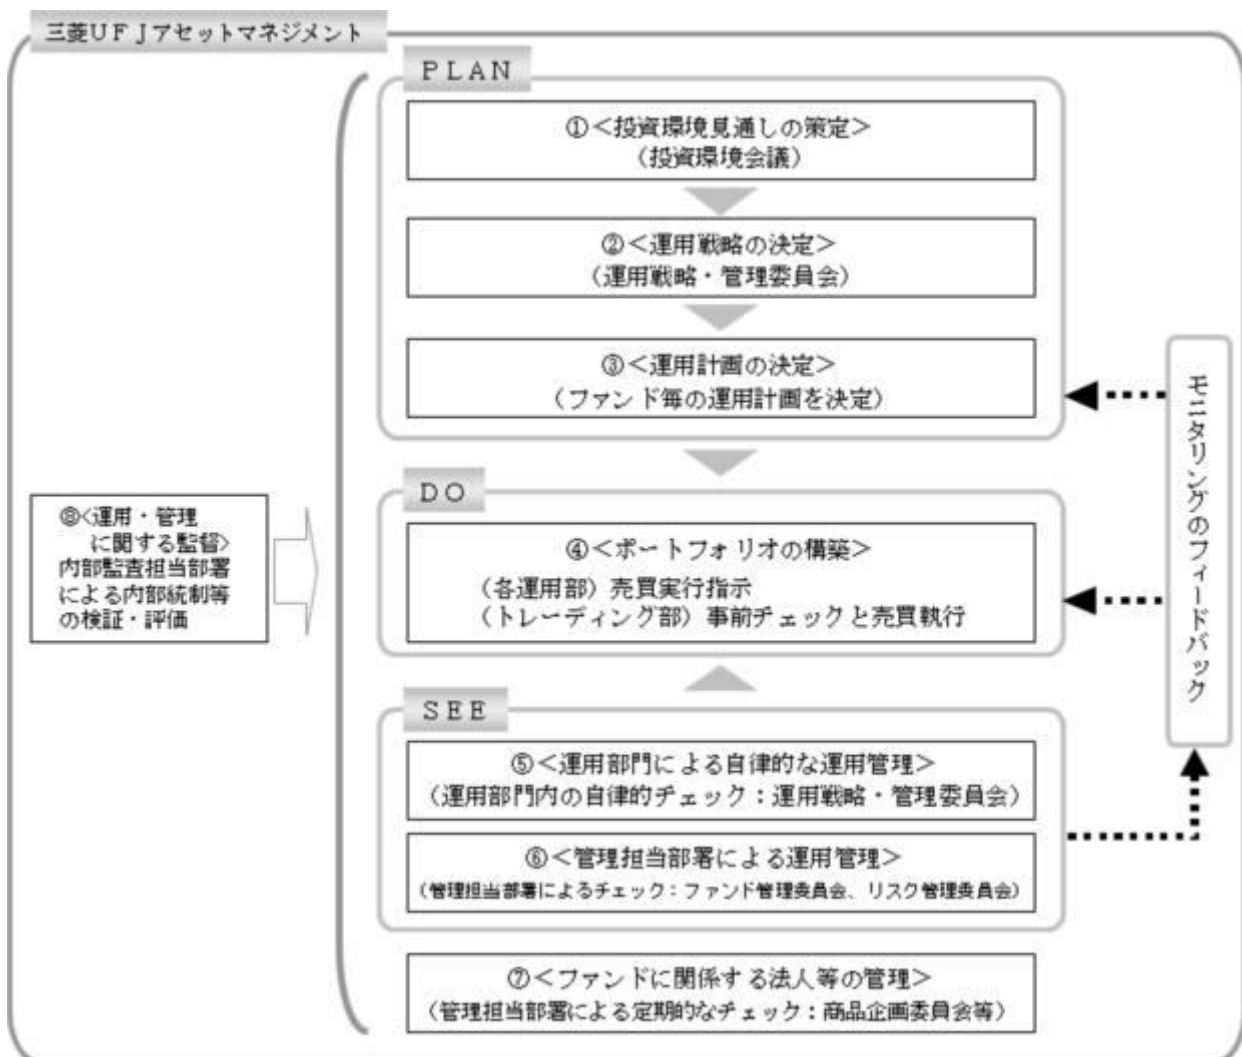 三菱ＵＦＪアセットマネジメント
ＰＬＡＮ
①＜投資環境見通しの策定＞
（投資環境会議）
②＜運用戦略の決定＞
（運用戦略・管理委員会）
③＜運用計画の決定＞
（ファンド毎の運用計画を決定）
ＤＯ
④＜ポートフォリオの構築＞
（各運用部）売買実行指示
（トレーディング部）事前チェックと売買執行
ＳＥＥ
⑤＜運用部門による自律的な運用管理＞
（運用部門内の自律的チェック：運用戦略・管理委員会）
⑥＜管理担当部署による運用管理＞
（管理担当部署によるチェック：ファンド管理委員会、リスク管理委員会）
⑦＜ファンドに関係する法人等の管理＞
（管理担当部署による定期的なチェック：商品企画委員会等）
⑧＜運用・管理
に関する監督＞
内部監査担当部署
による内部統制等
の検証・評価
モニタリングのフィードバック